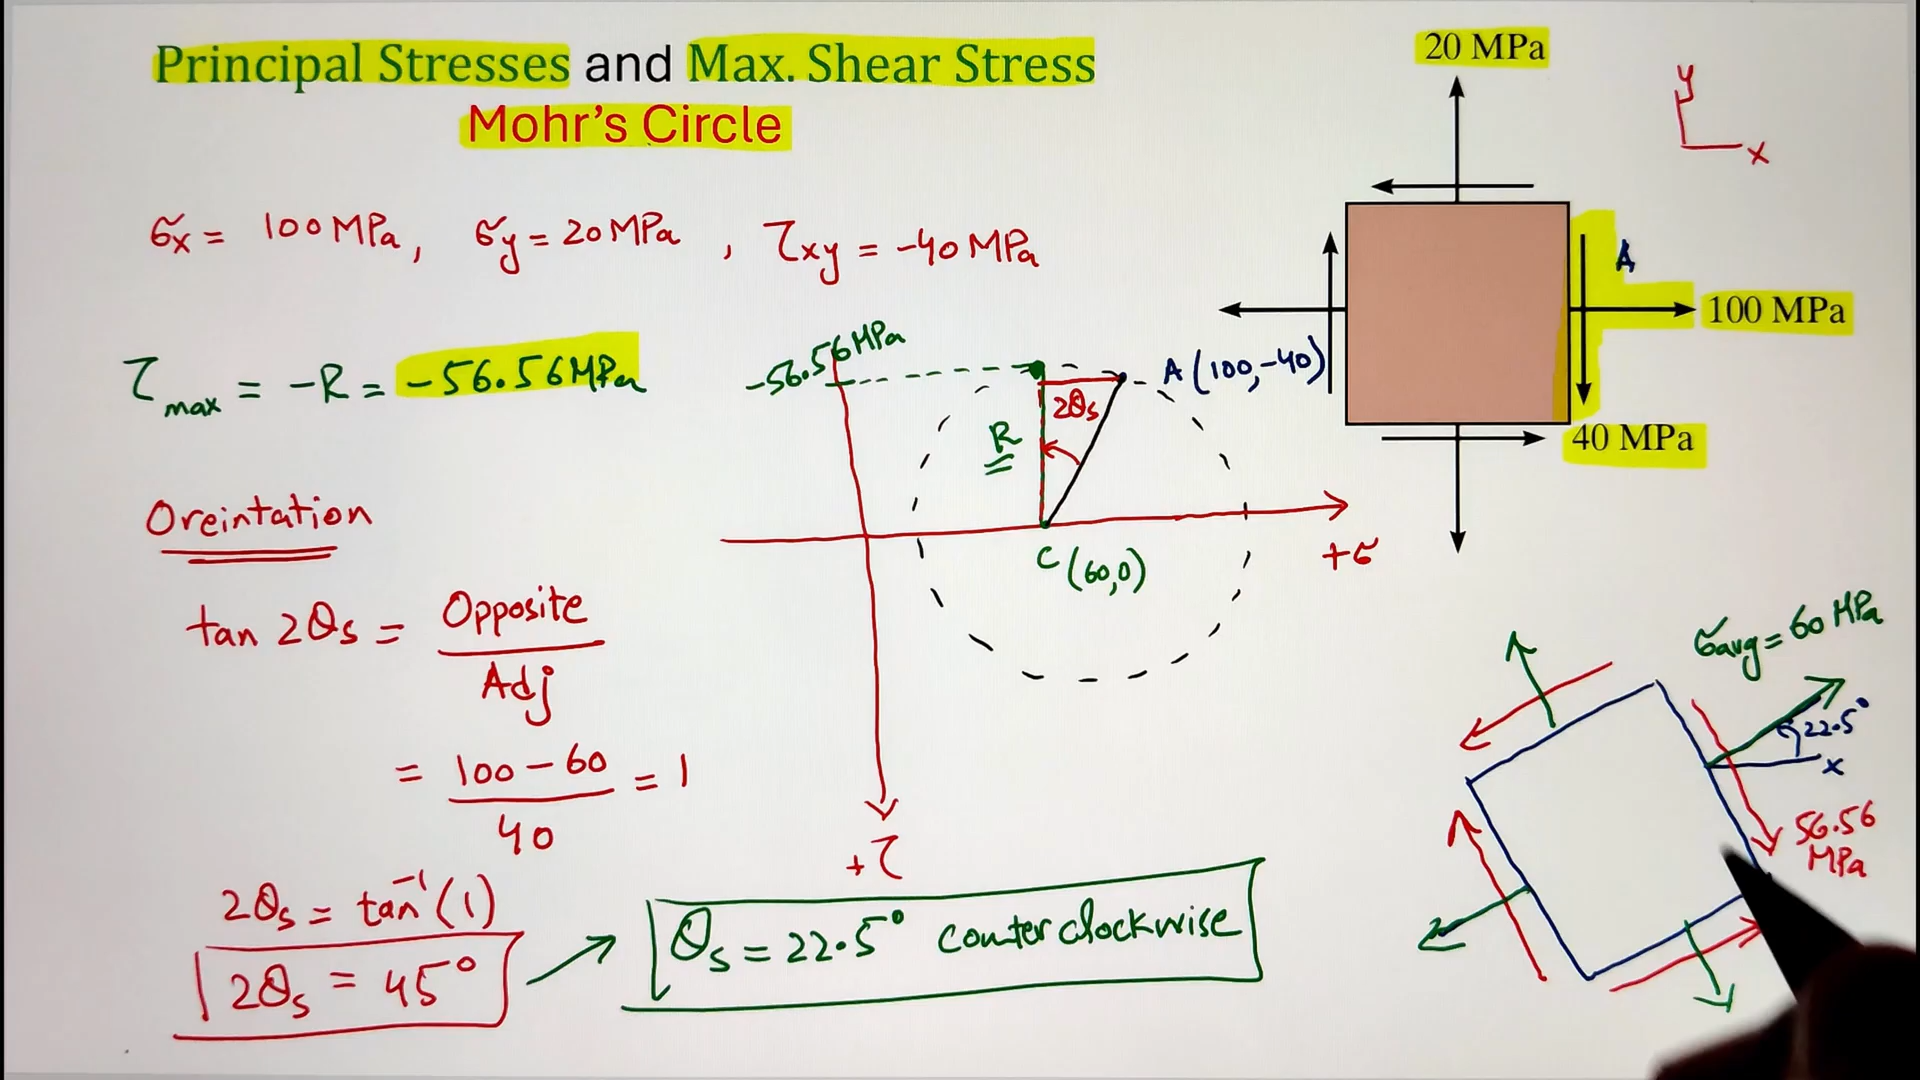 Principal Stresses and Max. Shear Stress
Mohr's Circle
σx = 100 MPa, σy = 20 MPa, τxy = -40 MPa
τmax = -R = -56.56 MPa
Oreintation
tan 2θs = Opposite / Adj
= 100 - 60 / 40 = 1
2θs = tan⁻¹(1)
2θs = 45°
θs = 22.5° counter clockwise
-56.56 MPa
A (100, -40)
2θs
R
C (60, 0)
+σ
+τ
20 MPa
y
x
A
100 MPa
40 MPa
σavg = 60 MPa
22.5°
x
56.56
MPa